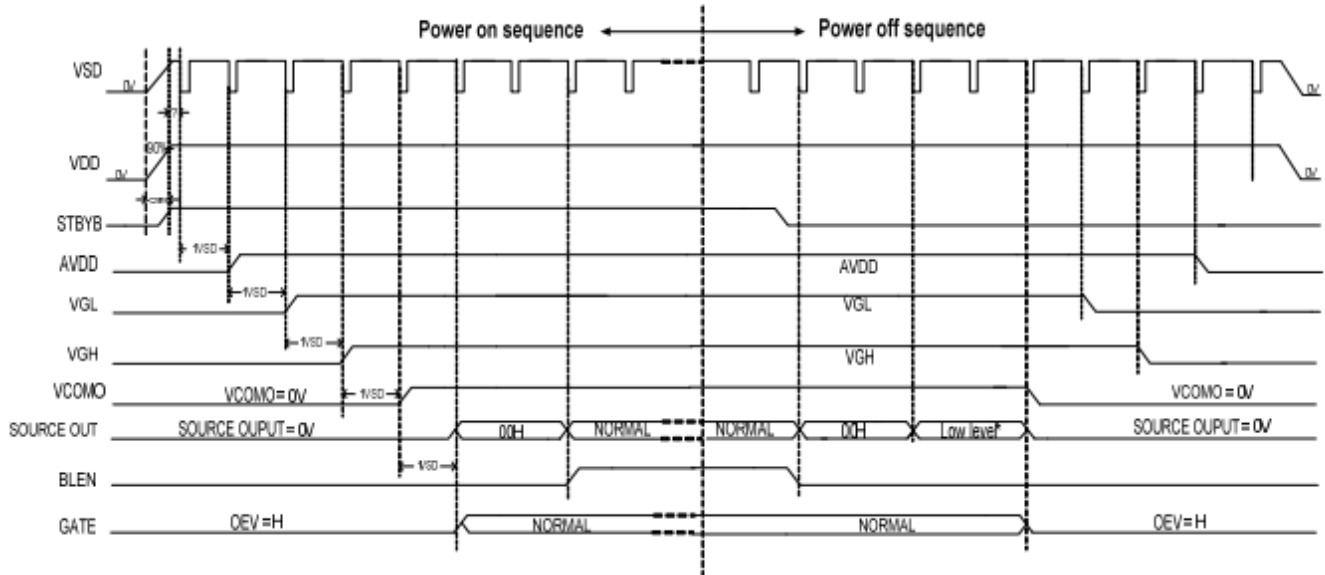 Power on sequence
Power off sequence
VSD
0V
0V
VDD
90%
0V
0V
STBYB
1VSD
AVDD
AVDD
1VSD
VGL
VGL
1VSD
VGH
VGH
1VSD
VCOMO
VCOMO = 0V
VCOMO = 0V
SOURCE OUT
SOURCE OUPUT = 0V
00H
NORMAL
NORMAL
00H
Low level*
SOURCE OUPUT = 0V
1VSD
BLEN
GATE
OEV = H
NORMAL
NORMAL
OEV = H